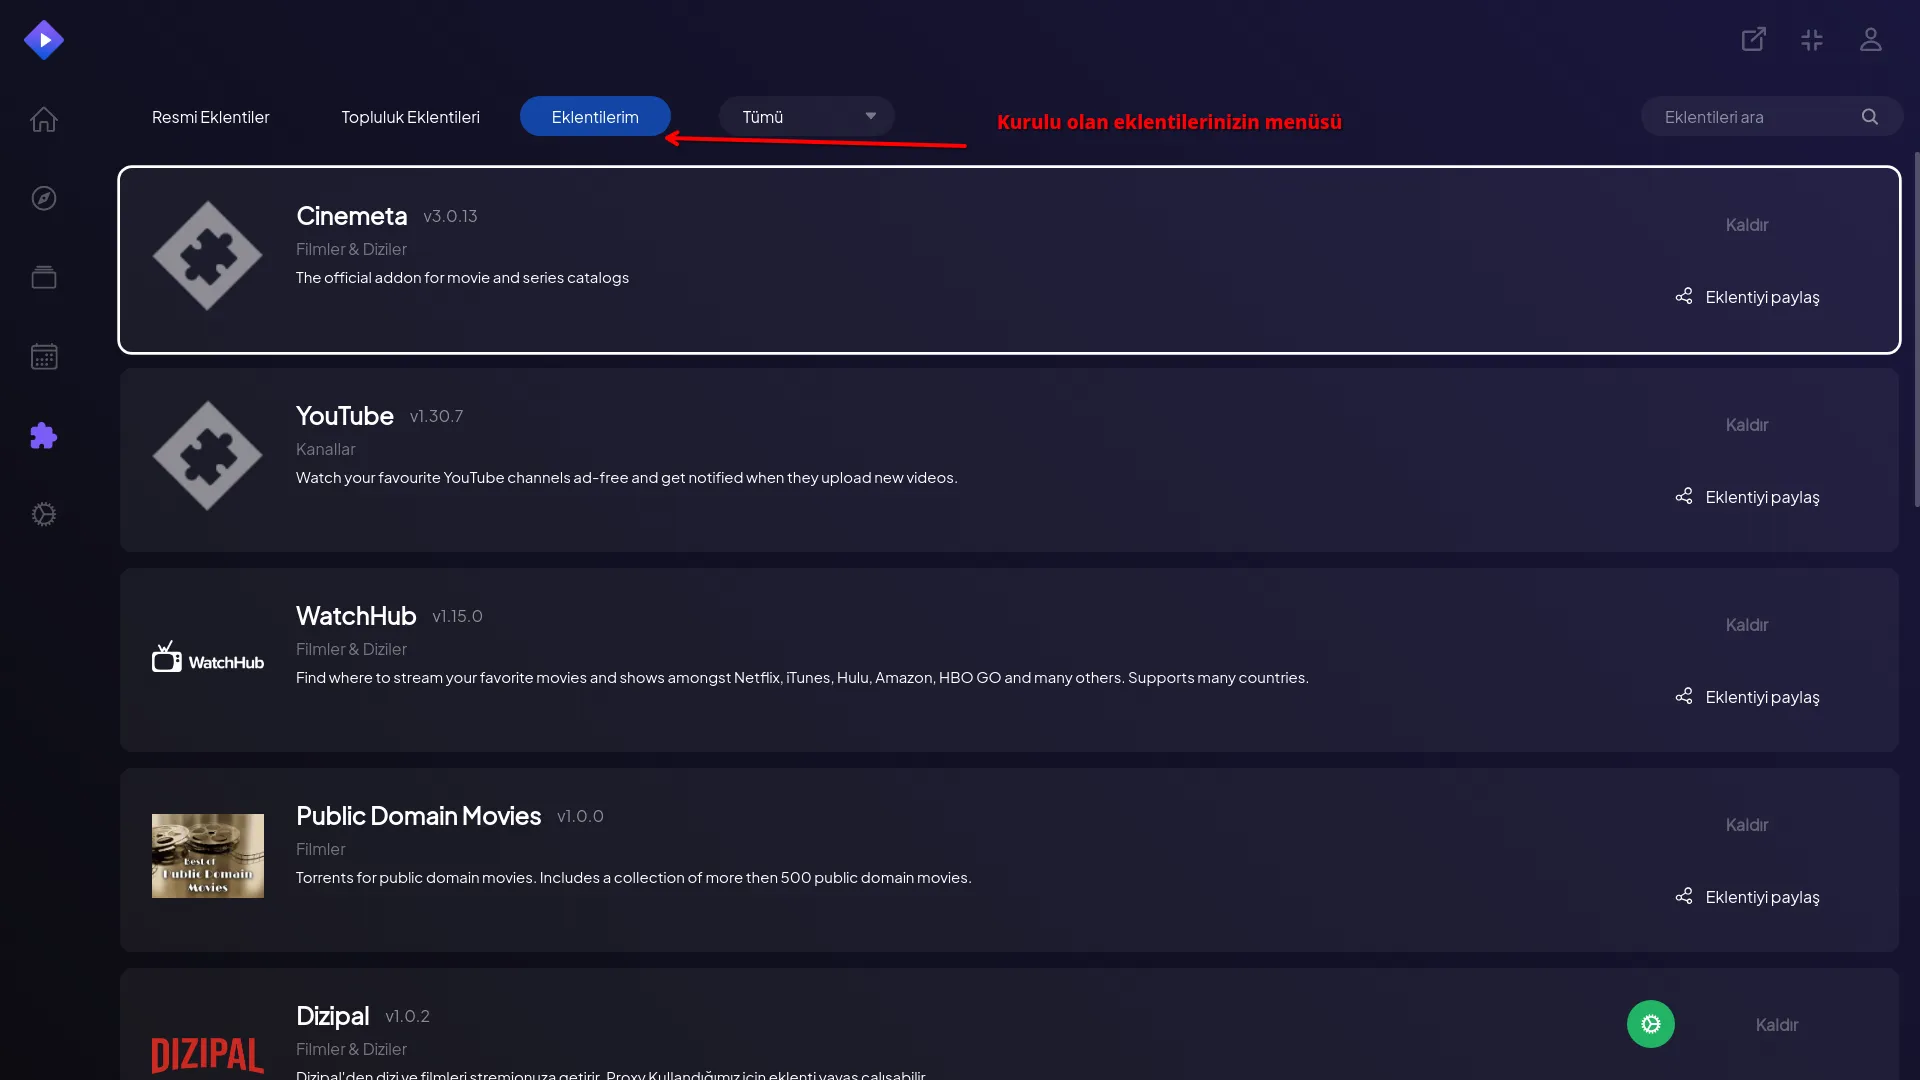 Resmi Eklentiler
Topluluk Eklentileri
Eklentilerim
Tümü
Kurulu olan eklentilerinizin menüsü
Eklentileri ara
Cinemeta v3.0.13
Filmler & Diziler
The official addon for movie and series catalogs
Kaldır
Eklentiyi paylaş
YouTube v1.30.7
Kanallar
Watch your favourite YouTube channels ad-free and get notified when they upload new videos.
Kaldır
Eklentiyi paylaş
WatchHub
WatchHub v1.15.0
Filmler & Diziler
Find where to stream your favorite movies and shows amongst Netflix, iTunes, Hulu, Amazon, HBO GO and many others. Supports many countries.
Kaldır
Eklentiyi paylaş
Best of
Public Domain
Movies
Public Domain Movies v1.0.0
Filmler
Torrents for public domain movies. Includes a collection of more then 500 public domain movies.
Kaldır
Eklentiyi paylaş
DIZIPAL
Dizipal v1.0.2
Filmler & Diziler
Dizipal'den dizi ve filmleri stremionuza getirir. Proxy Kullandığımız için eklenti yavaş çalışabilir.
Kaldır